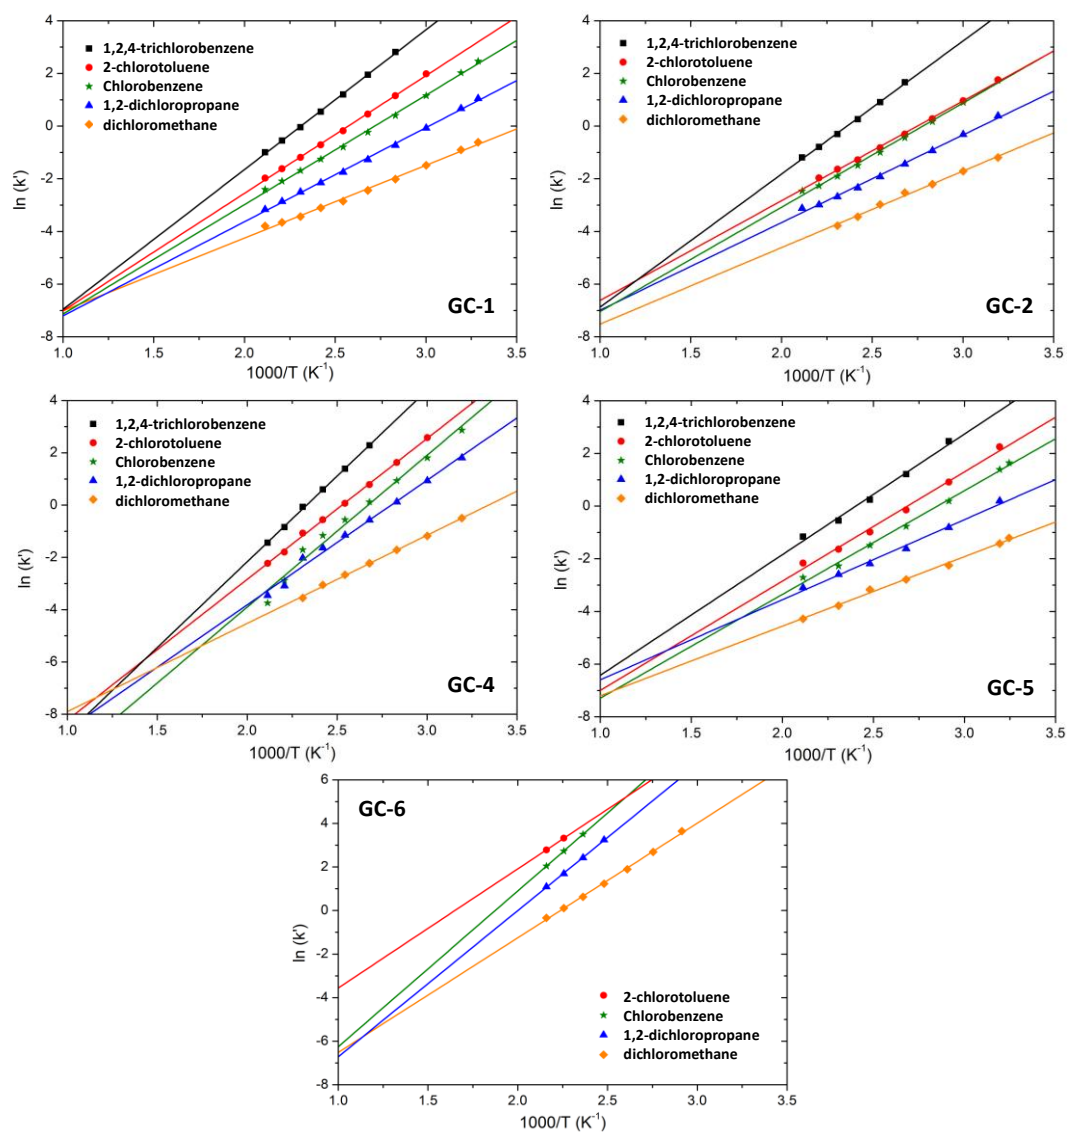 4
2
0
-2
-4
-6
-8
ln (k')
1,2,4-trichlorobenzene
2-chlorotoluene
Chlorobenzene
1,2-dichloropropane
dichloromethane
GC-1
1.0 1.5 2.0 2.5 3.0 3.5
1000/T (K⁻¹)
4
2
0
-2
-4
-6
-8
ln (k')
1,2,4-trichlorobenzene
2-chlorotoluene
Chlorobenzene
1,2-dichloropropane
dichloromethane
GC-2
1.0 1.5 2.0 2.5 3.0 3.5
1000/T (K⁻¹)
4
2
0
-2
-4
-6
-8
ln (k')
1,2,4-trichlorobenzene
2-chlorotoluene
Chlorobenzene
1,2-dichloropropane
dichloromethane
GC-4
1.0 1.5 2.0 2.5 3.0 3.5
1000/T (K⁻¹)
4
2
0
-2
-4
-6
-8
ln (k')
1,2,4-trichlorobenzene
2-chlorotoluene
Chlorobenzene
1,2-dichloropropane
dichloromethane
GC-5
1.0 1.5 2.0 2.5 3.0 3.5
1000/T (K⁻¹)
6
4
2
0
-2
-4
-6
-8
ln (k')
GC-6
2-chlorotoluene
Chlorobenzene
1,2-dichloropropane
dichloromethane
1.0 1.5 2.0 2.5 3.0 3.5
1000/T (K⁻¹)